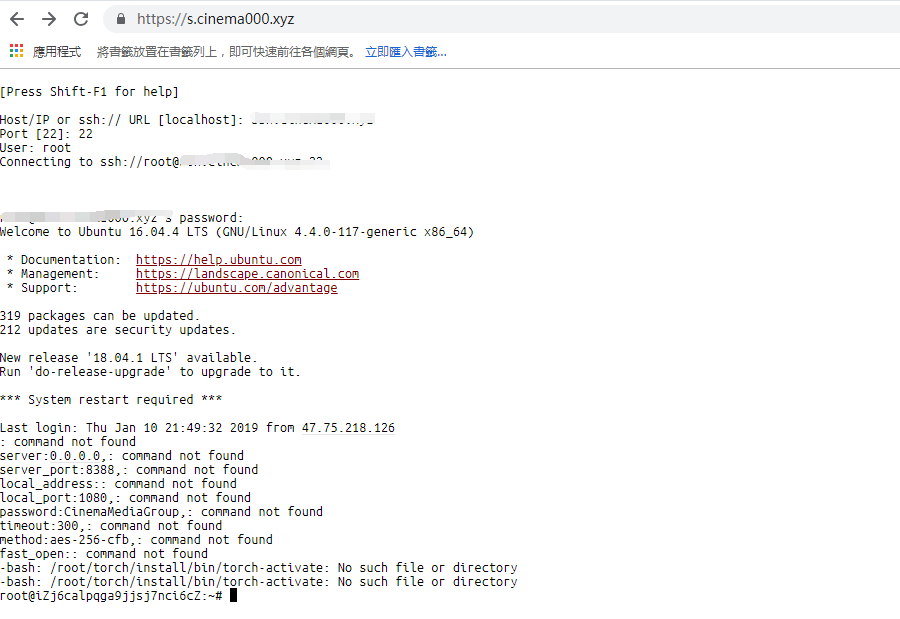 https://s.cinema000.xyz
應用程式 將書籤放置在書籤列上，即可快速前往各個網頁。 立即匯入書籤...
[Press Shift-F1 for help]
Host/IP or ssh:// URL [localhost]:
Port [22]: 22
User: root
Connecting to ssh://root@
's password:
Welcome to Ubuntu 16.04.4 LTS (GNU/Linux 4.4.0-117-generic x86_64)
* Documentation: https://help.ubuntu.com
* Management: https://landscape.canonical.com
* Support: https://ubuntu.com/advantage
319 packages can be updated.
212 updates are security updates.
New release '18.04.1 LTS' available.
Run 'do-release-upgrade' to upgrade to it.
*** System restart required ***
Last login: Thu Jan 10 21:49:32 2019 from 47.75.218.126
: command not found
server:0.0.0.0,: command not found
server_port:8388,: command not found
local_address:: command not found
local_port:1080,: command not found
password:CinemaMediaGroup,: command not found
timeout:300,: command not found
method:aes-256-cfb,: command not found
fast_open:: command not found
-bash: /root/torch/install/bin/torch-activate: No such file or directory
-bash: /root/torch/install/bin/torch-activate: No such file or directory
root@iZj6calpqga9jjsj7nci6cZ:~#